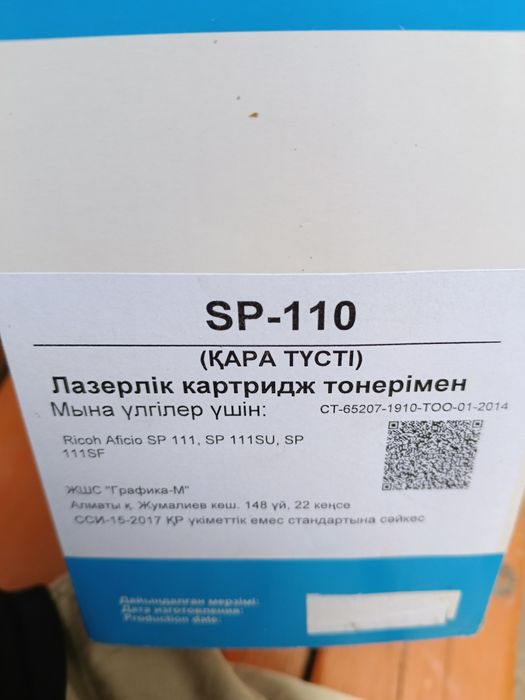 SP-110
(ҚАРА ТҮСТІ)
Лазерлік картридж тонерімен
Мына үлгілер үшін:
СТ-65207-1910-ТОО-01-2014
Ricoh Aficio SP 111, SP 111SU, SP
111SF
ЖШС "Графика-М"
Алматы қ. Жумалиев көш. 148 үй, 22 кеңсе
ССИ-15-2017 ҚР үкіметтік емес стандартына сәйкес
Дайындалған мерзімі:
Дата изготовления:
Production date: